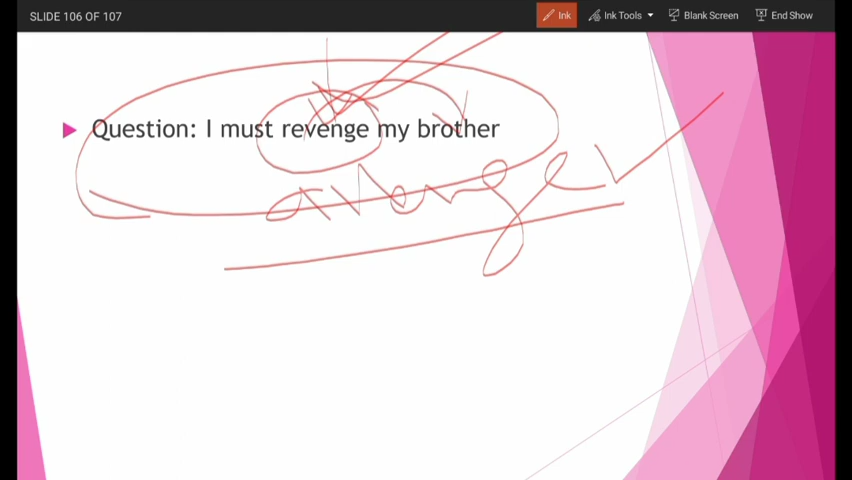 SLIDE 106 OF 107
Ink
Ink Tools
Blank Screen
End Show
Question: I must revenge my brother
avenge